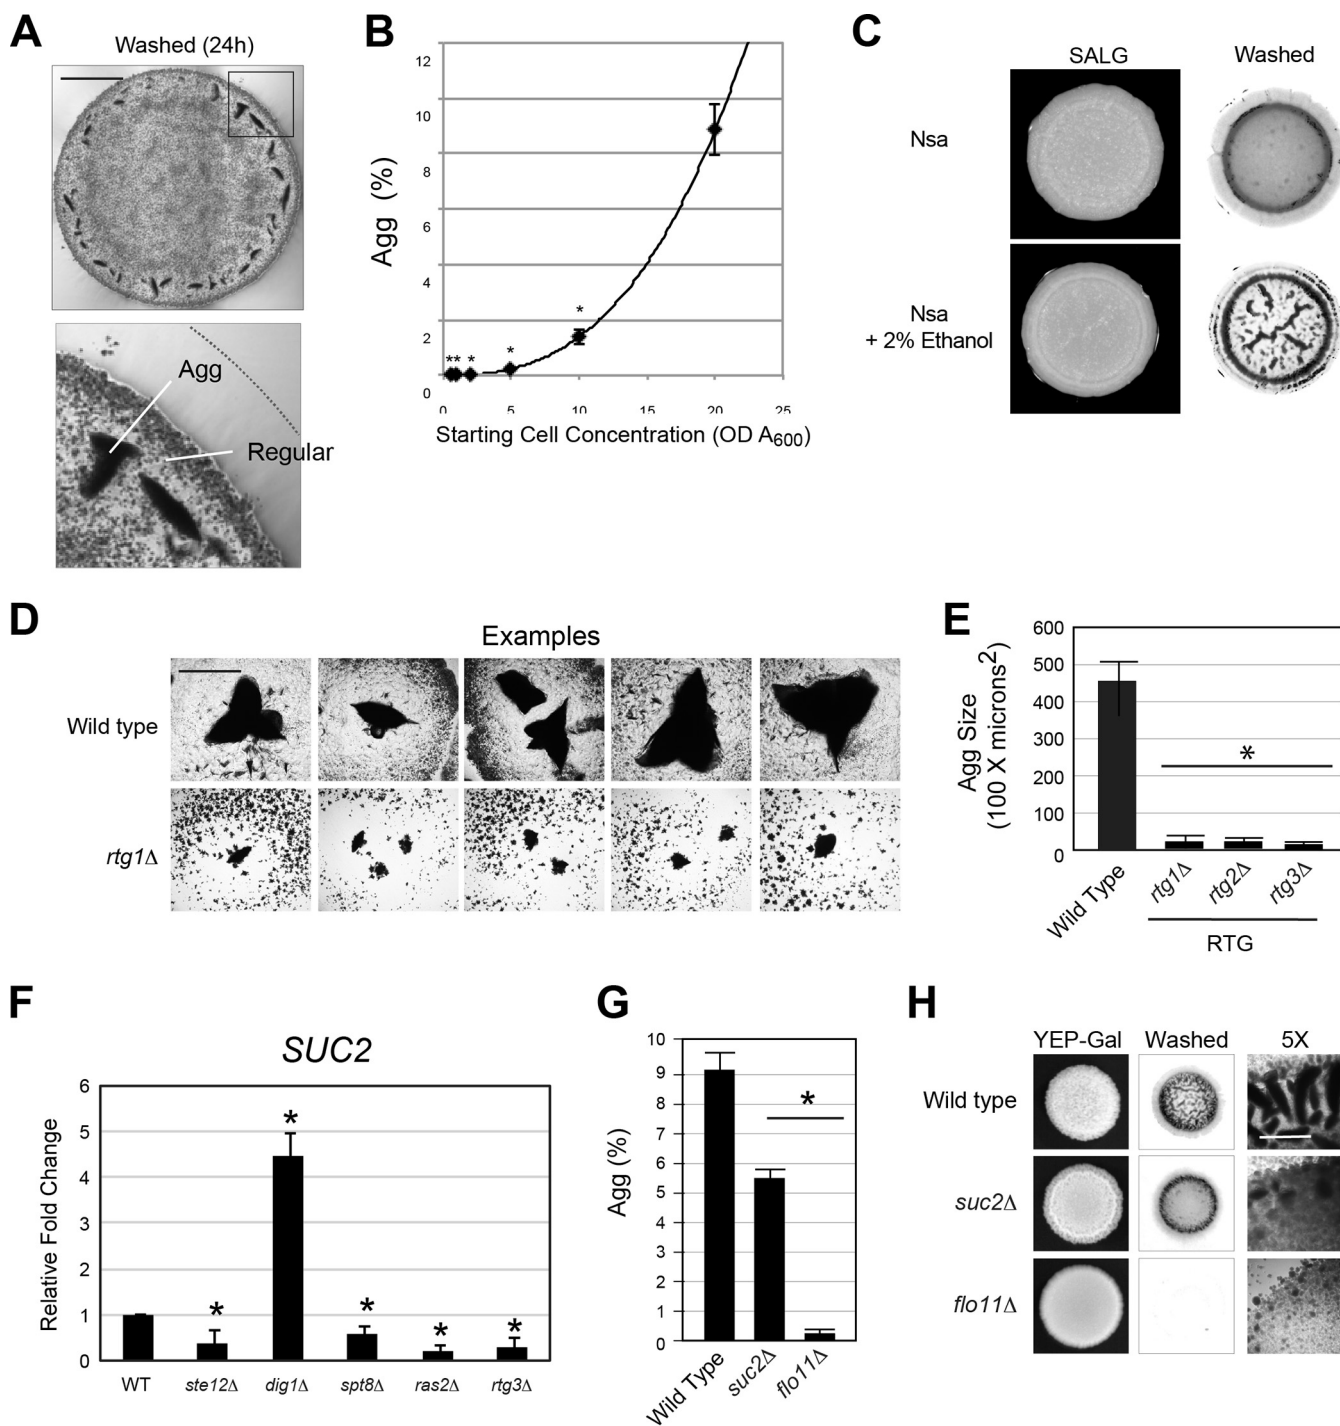 A
Washed (24h)
Agg
Regular
B
Agg (%)
12
10
8
6
4
2
0
0 5 10 15 20 25
** * * *
Starting Cell Concentration (OD A600)
C
SALG Washed
Nsa
Nsa
+ 2% Ethanol
D
Examples
Wild type
rtg1Δ
E
Agg Size
(100 X microns2)
600
500
400
300
200
100
0
*
Wild Type rtg1Δ rtg2Δ rtg3Δ
RTG
F
SUC2
Relative Fold Change
6
5
4
3
2
1
0
* * * * *
WT ste12Δ dig1Δ spt8Δ ras2Δ rtg3Δ
G
Agg (%)
10
9
8
7
6
5
4
3
2
1
0
*
Wild Type suc2Δ flo11Δ
H
YEP-Gal Washed 5X
Wild type
suc2Δ
flo11Δ